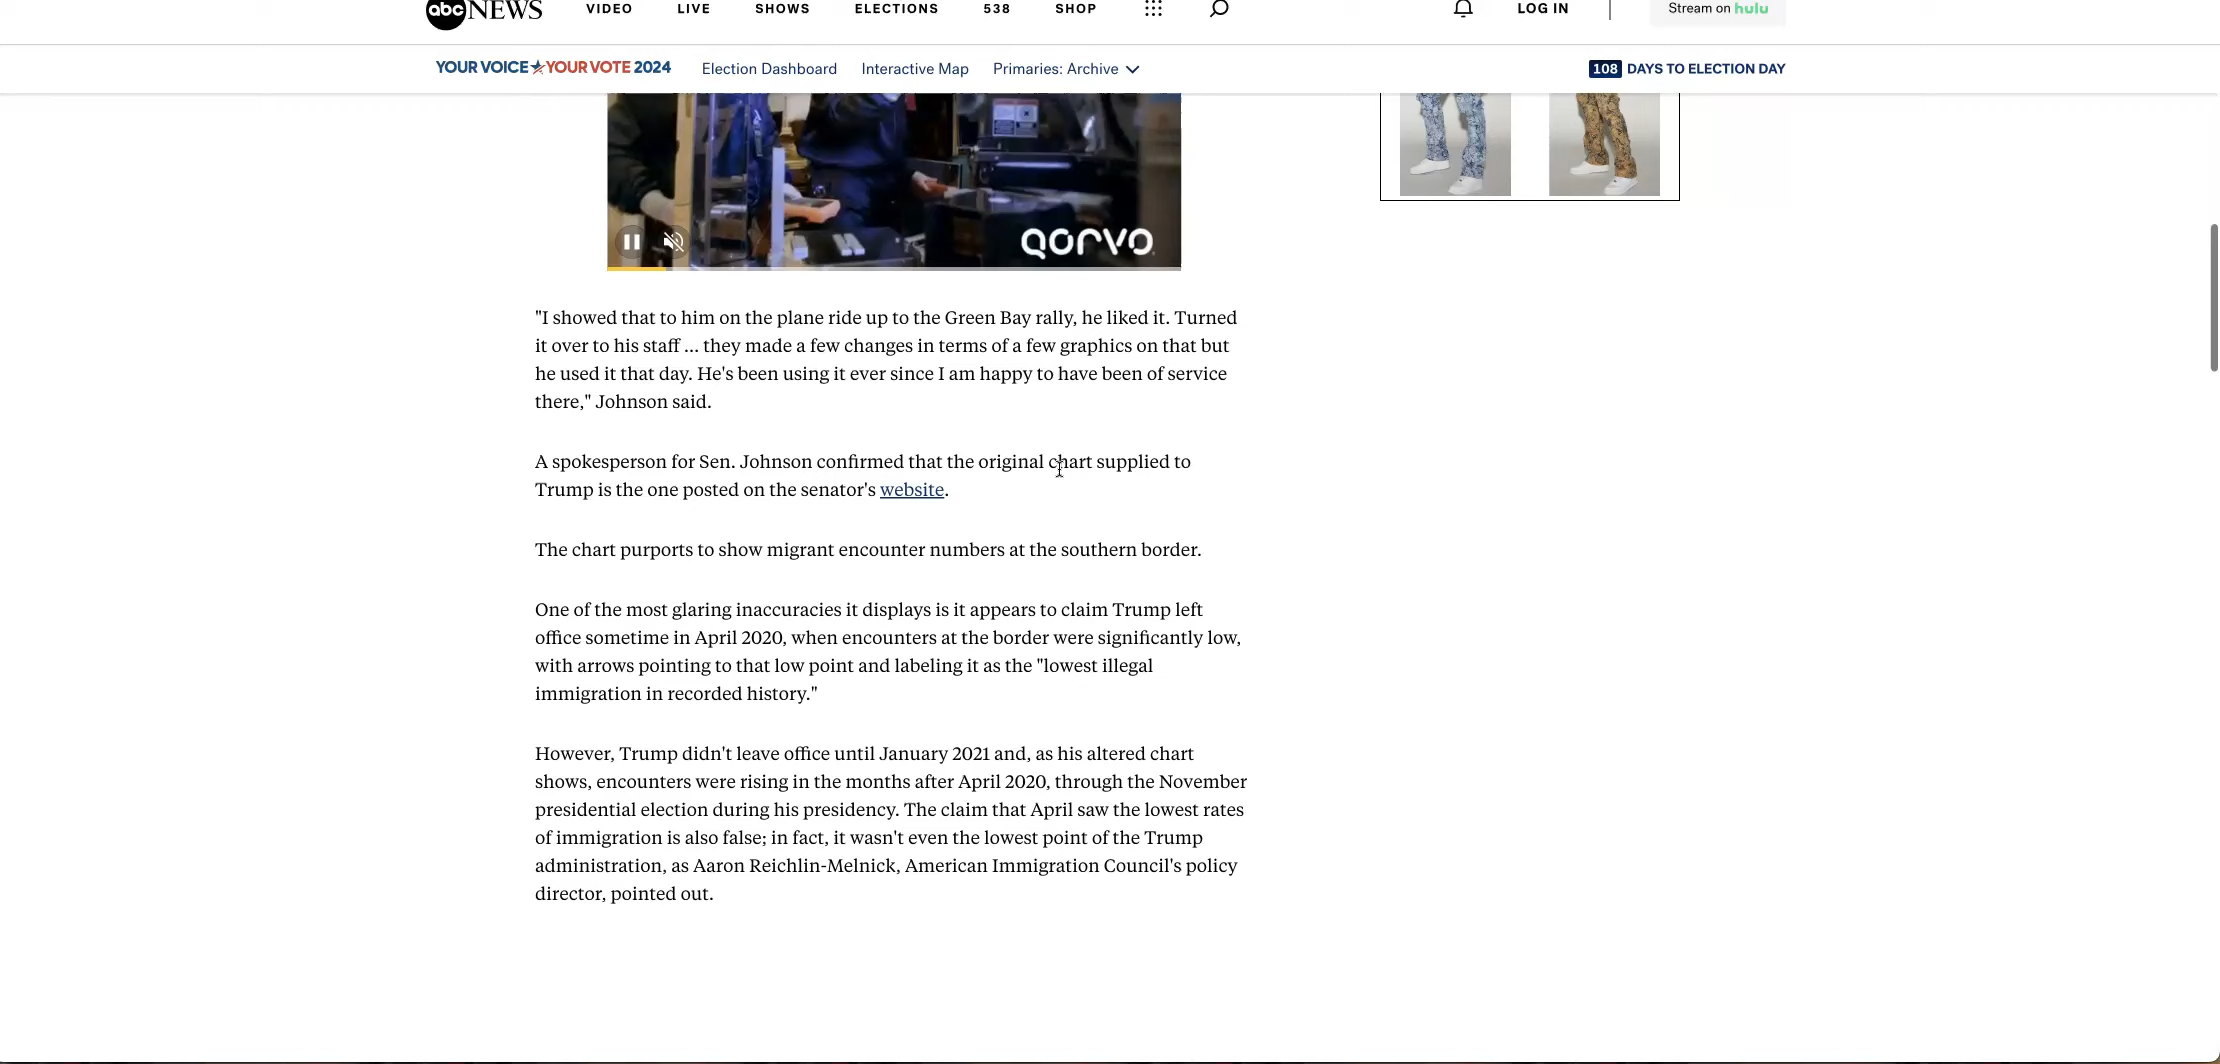 abc NEWS VIDEO LIVE SHOWS ELECTIONS 538 SHOP LOG IN Stream on hulu
YOUR VOICE YOUR VOTE 2024 Election Dashboard Interactive Map Primaries: Archive 108 DAYS TO ELECTION DAY
QORVO
"I showed that to him on the plane ride up to the Green Bay rally, he liked it. Turned
it over to his staff ... they made a few changes in terms of a few graphics on that but
he used it that day. He's been using it ever since I am happy to have been of service
there," Johnson said.
A spokesperson for Sen. Johnson confirmed that the original chart supplied to
Trump is the one posted on the senator's website.
The chart purports to show migrant encounter numbers at the southern border.
One of the most glaring inaccuracies it displays is it appears to claim Trump left
office sometime in April 2020, when encounters at the border were significantly low,
with arrows pointing to that low point and labeling it as the "lowest illegal
immigration in recorded history."
However, Trump didn't leave office until January 2021 and, as his altered chart
shows, encounters were rising in the months after April 2020, through the November
presidential election during his presidency. The claim that April saw the lowest rates
of immigration is also false; in fact, it wasn't even the lowest point of the Trump
administration, as Aaron Reichlin-Melnick, American Immigration Council's policy
director, pointed out.